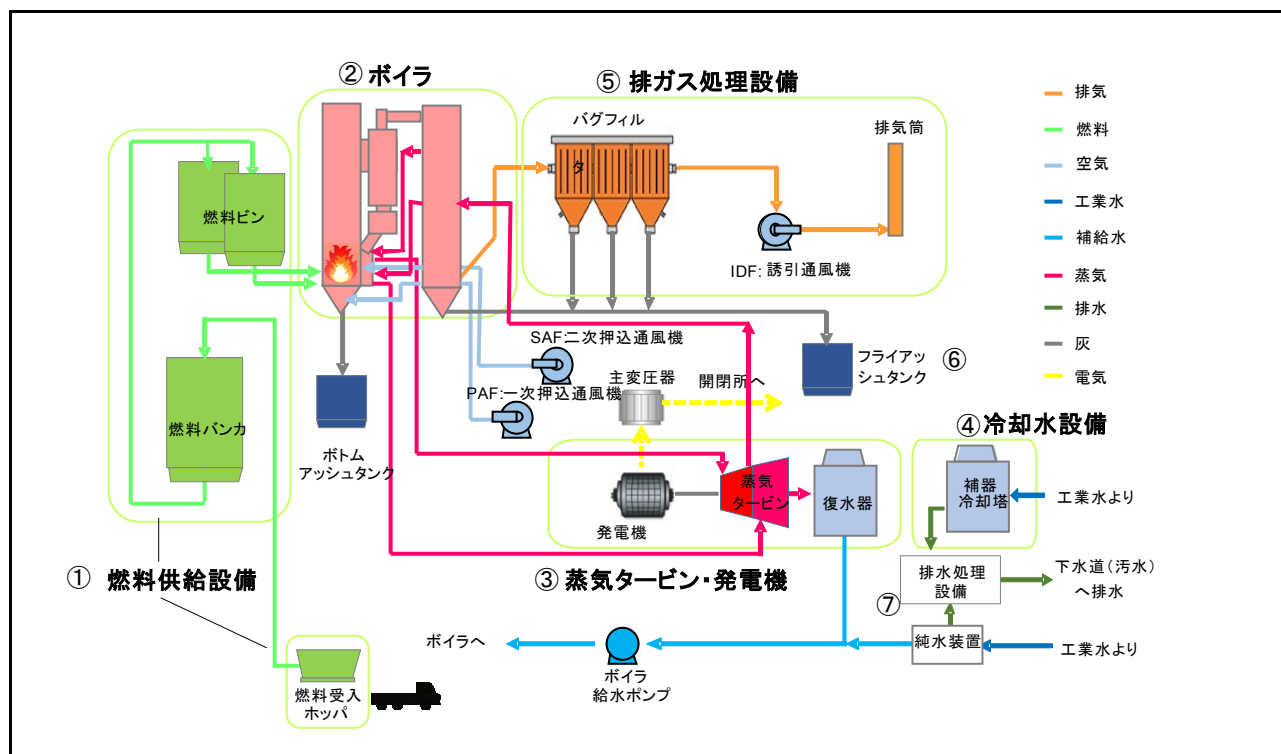 ② ボイラ
⑤ 排ガス処理設備
バグフィル
タ
排気筒
IDF: 誘引通風機
排気
燃料
空気
工業水
補給水
蒸気
排水
灰
電気
燃料ビン
燃料バンカ
SAF:二次押込通風機
PAF:一次押込通風機
ボトム
アッシュタンク
主変圧器
開閉所へ
フライアッ
シュタンク
⑥
④ 冷却水設備
蒸気
タービン
発電機
復水器
補器
冷却塔
工業水より
③ 蒸気タービン・発電機
① 燃料供給設備
排水処理
設備
⑦
下水道(汚水)
へ排水
ボイラへ
ボイラ
給水ポンプ
純水装置
工業水より
燃料受入
ホッパ